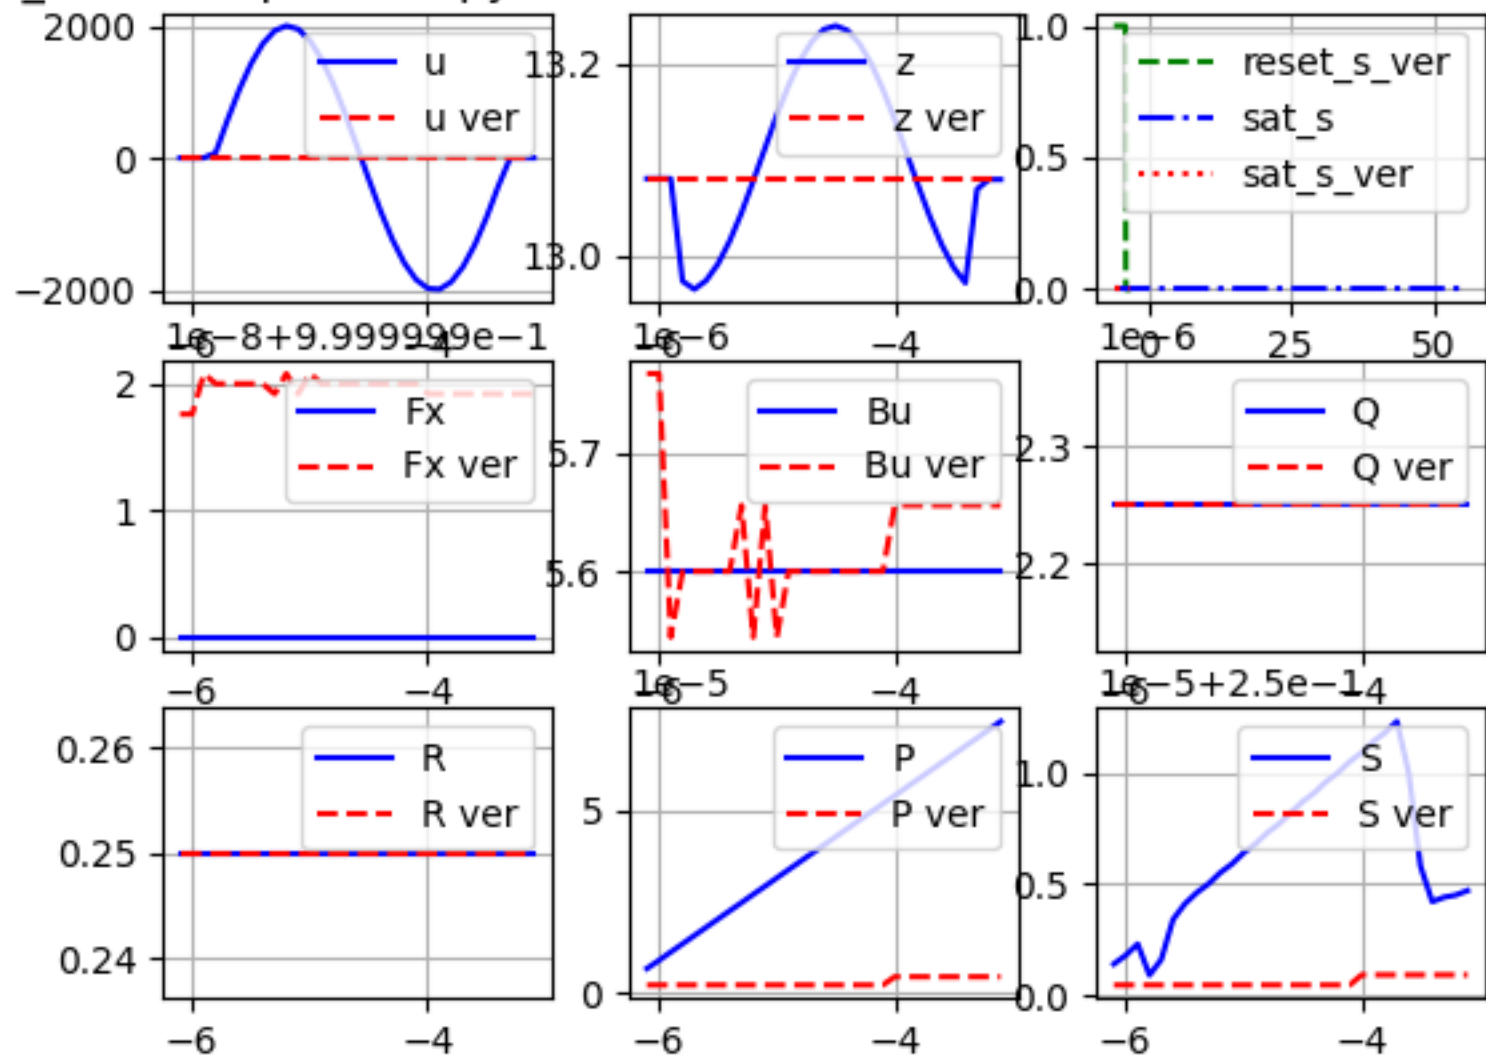 2000
0
−2000
u
u ver
13.2
13.0
z
z ver
1.0
0.5
0.0
reset_s_ver
sat_s
sat_s_ver
−6
−4
−6
−4
0
25
50
1e−8+9.999999e−1
2
1
0
Fx
Fx ver
1e−6
5.7
5.6
Bu
Bu ver
1e−6
2.3
2.2
Q
Q ver
−6
−4
−6
−4
−6
−4
0.26
0.25
0.24
R
R ver
1e−5
5
0
P
P ver
1e−5+2.5e−1
1.0
0.5
0.0
S
S ver
−6
−4
−6
−4
−6
−4